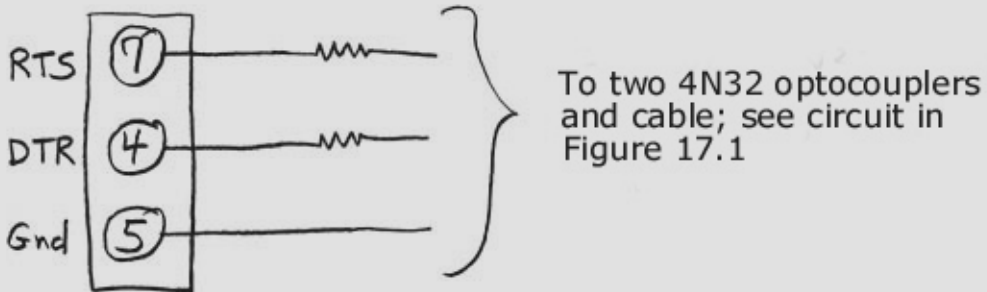 RTS 7
DTR 4
Gnd 5
To two 4N32 optocouplers
and cable; see circuit in
Figure 17.1